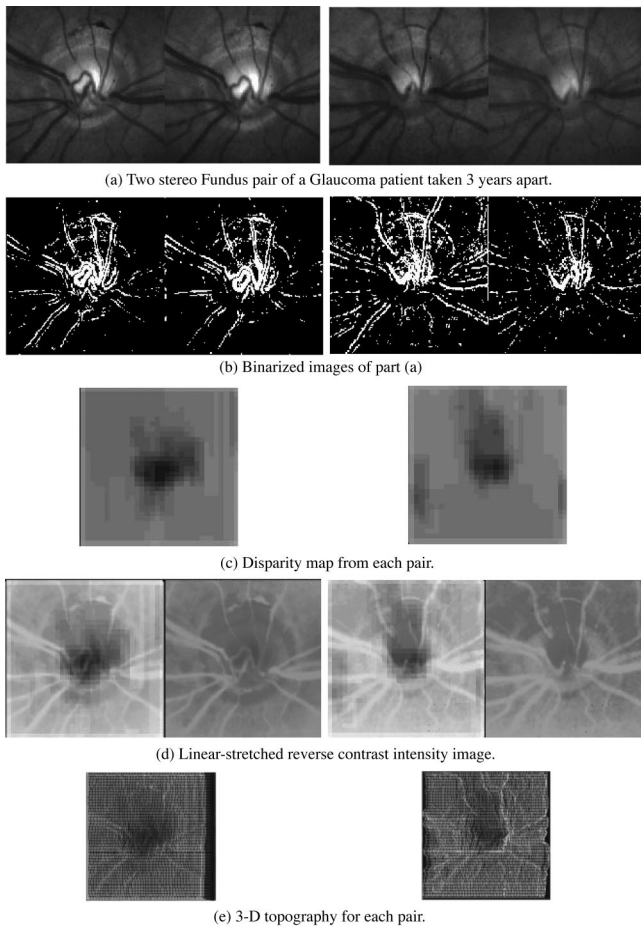 (a) Two stereo Fundus pair of a Glaucoma patient taken 3 years apart.
(b) Binarized images of part (a)
(c) Disparity map from each pair.
(d) Linear-stretched reverse contrast intensity image.
(e) 3-D topography for each pair.